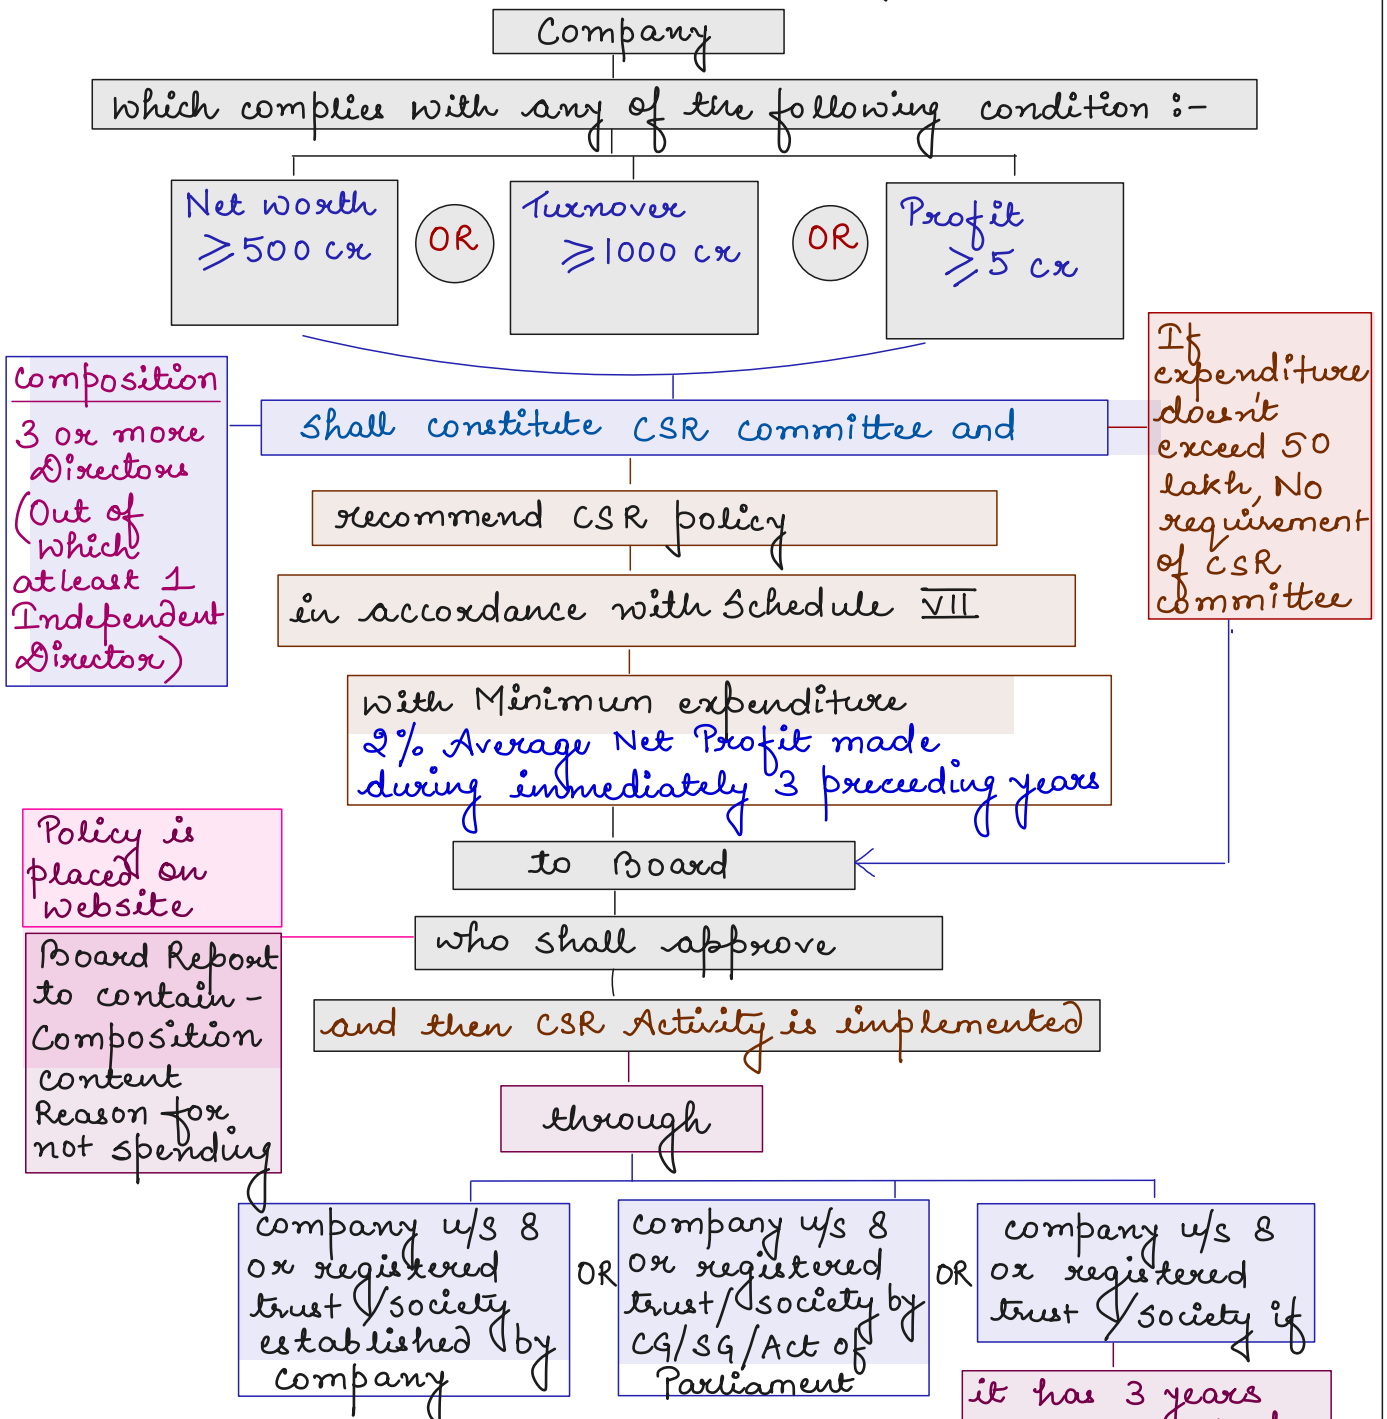 Company
which complies with any of the following condition :-
Net worth
≥500 cr
OR
Turnover
≥1000 cr
OR
Profit
≥5 cr
Composition
3 or more
Directors
(Out of
which
atleast 1
Independent
Director)
shall constitute CSR committee and
If
expenditure
doesn't
exceed 50
lakh, No
requirement
of CSR
committee
recommend CSR policy
in accordance with Schedule VII
with Minimum expenditure
2% Average Net Profit made
during immediately 3 preceeding years
to Board
Policy is
placed on
website
who shall approve
Board Report
to contain -
Composition
content
Reason for
not spending
and then CSR Activity is implemented
through
company u/s 8
or registered
trust/society
established by
company
OR
company u/s 8
or registered
trust/society by
CG/SG/Act of
Parliament
OR
company u/s 8
or registered
trust/society if
it has 3 years